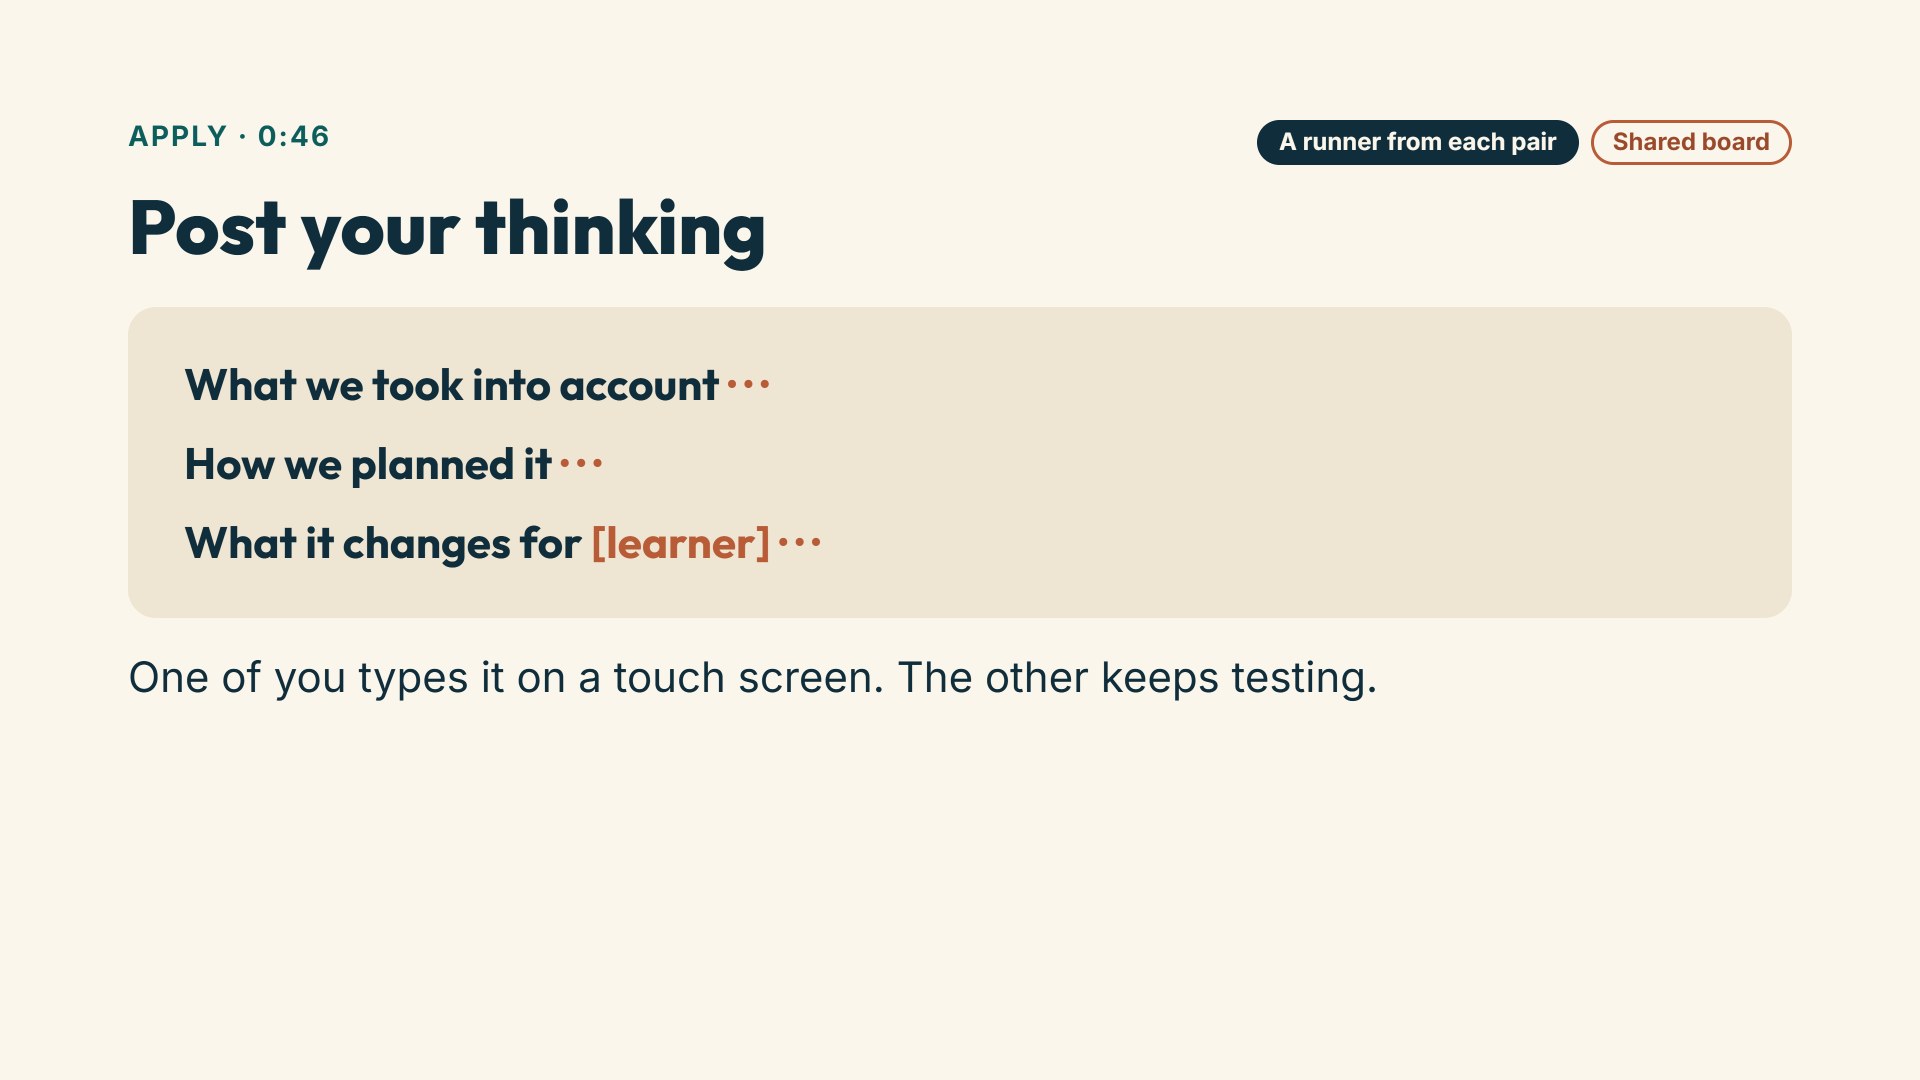 APPLY · 0:46
A runner from each pair
Shared board
Post your thinking
What we took into account ···
How we planned it ···
What it changes for [learner] ···
One of you types it on a touch screen. The other keeps testing.